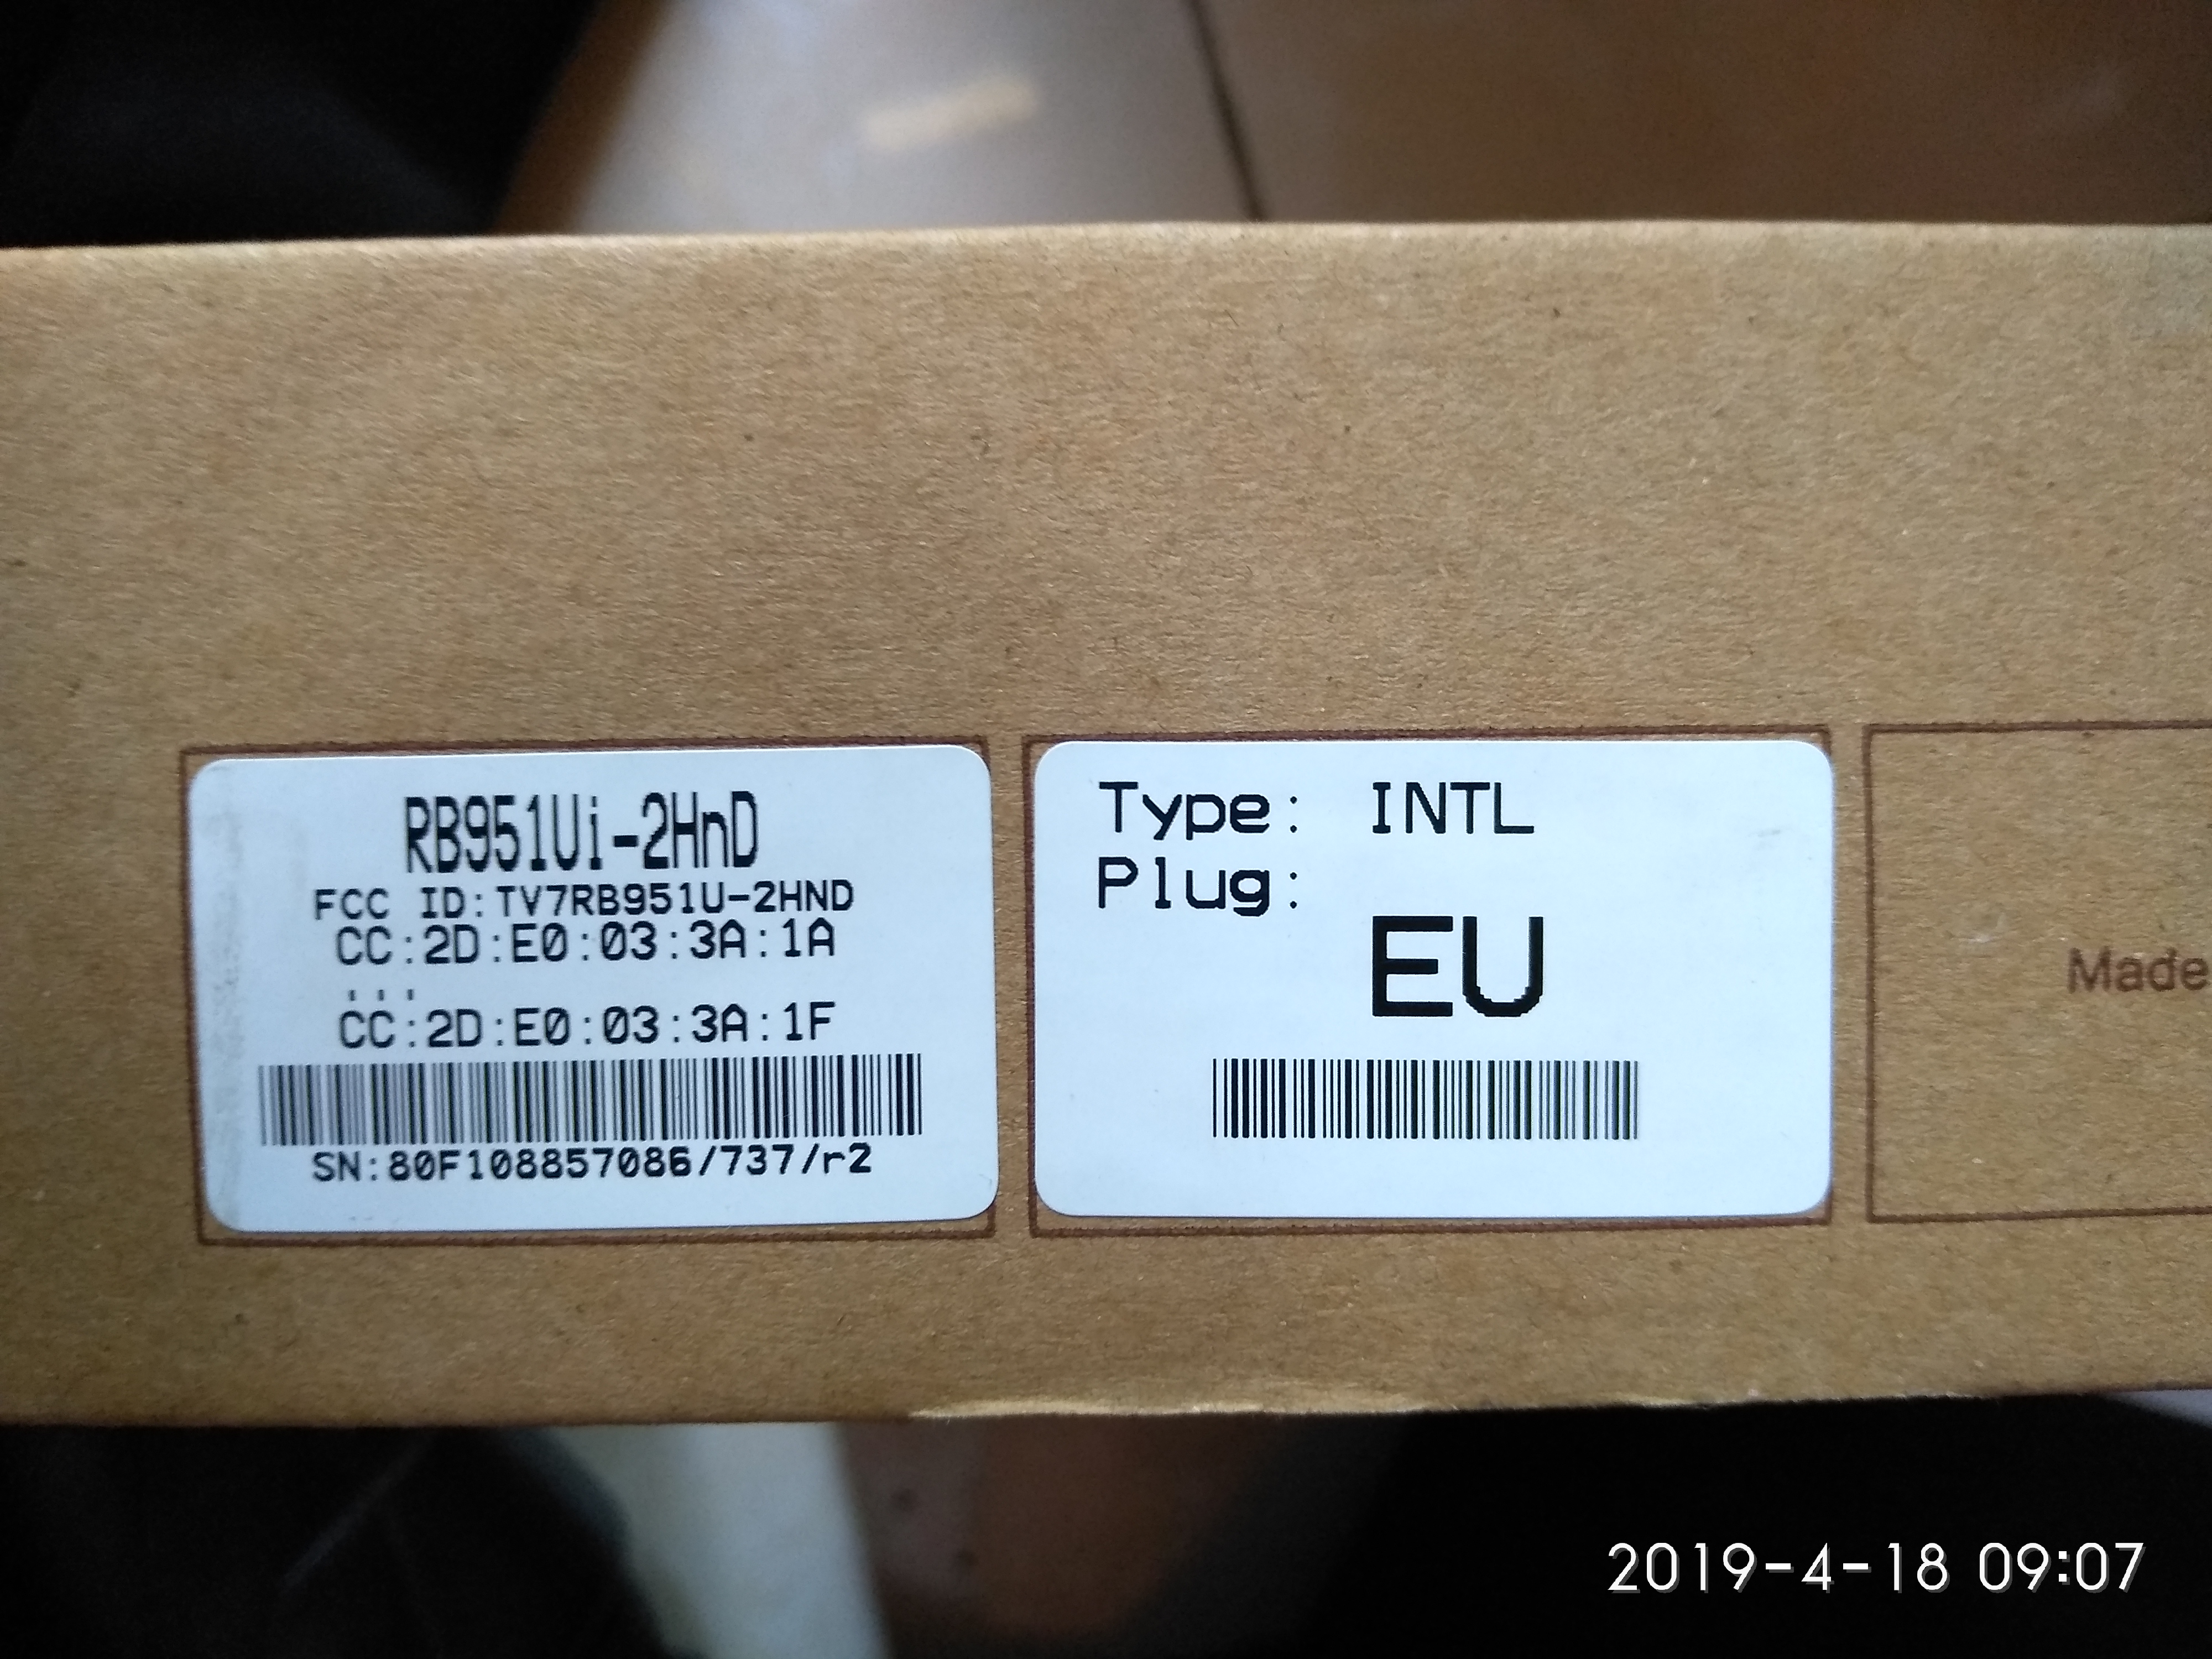 RB951Ui-2HnD
FCC ID:TV7RB951U-2HND
CC:2D:E0:03:3A:1A
...
CC:2D:E0:03:3A:1F
SN:80F108857086/737/r2
Type: INTL
Plug:
EU
Made
2019-4-18 09:07